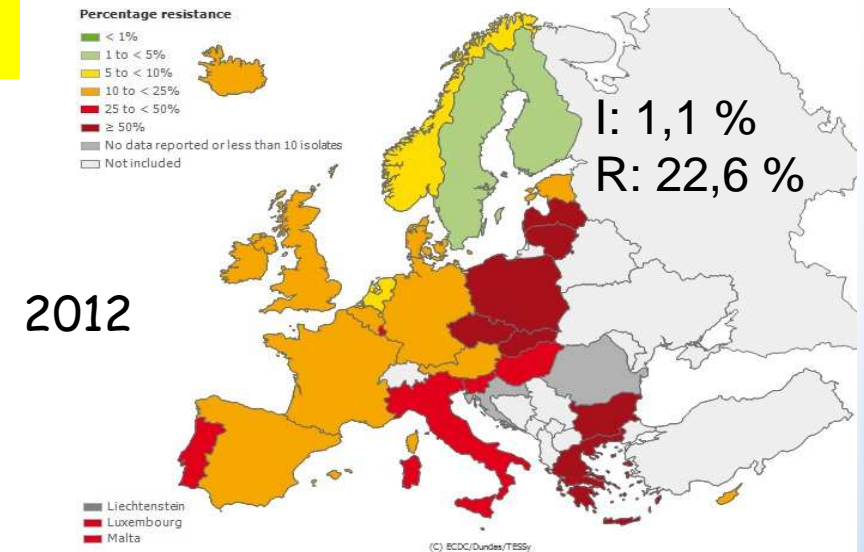 Percentage resistance
< 1%
1 to < 5%
5 to < 10%
10 to < 25%
25 to < 50%
≥ 50%
No data reported or less than 10 isolates
Not included
I: 1,1 %
R: 22,6 %
2012
Liechtenstein
Luxembourg
Malta
(C) ECDC/Dundas/TESSy